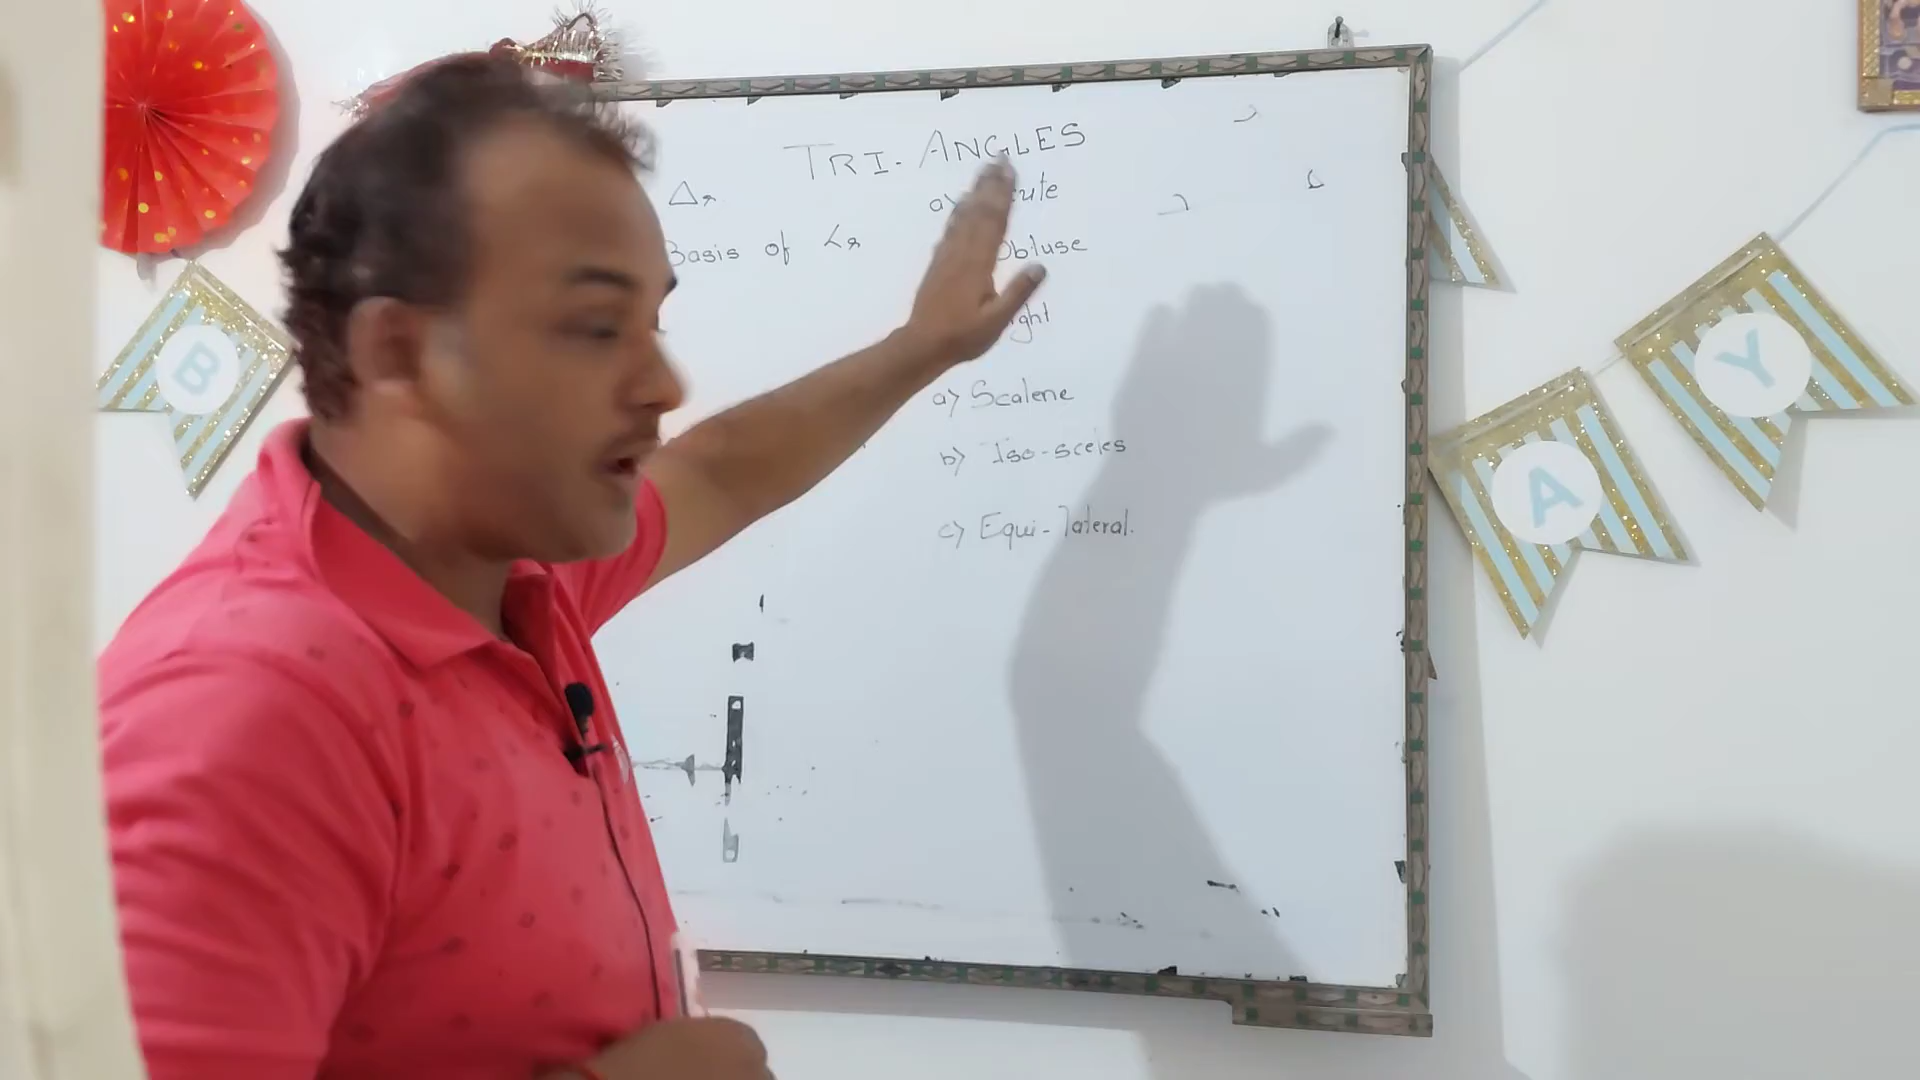 TRI-ANGLES
Δs a)
Basis of ∠s Obtuse
a) Scalene
b) Iso-sceles
c) Equi-lateral.
B
A
Y